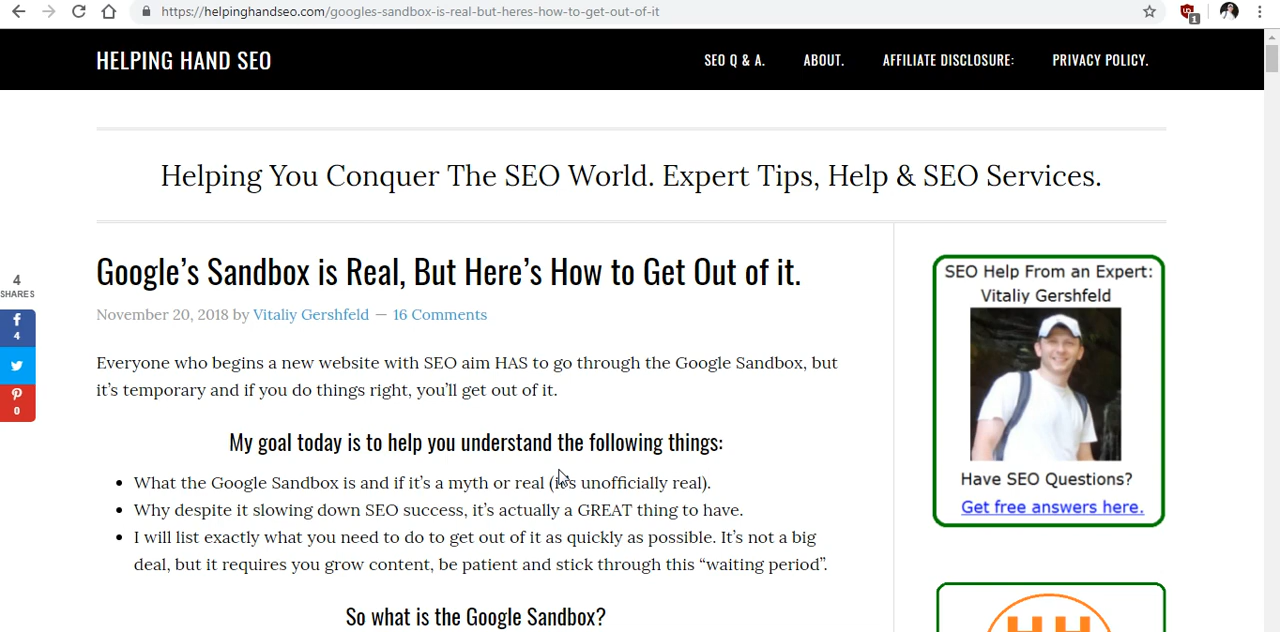 https://helpinghandseo.com/googles-sandbox-is-real-but-heres-how-to-get-out-of-it
1
HELPING HAND SEO
SEO Q & A.
ABOUT.
AFFILIATE DISCLOSURE:
PRIVACY POLICY.
Helping You Conquer The SEO World. Expert Tips, Help & SEO Services.
4
SHARES
4
0
Google’s Sandbox is Real, But Here’s How to Get Out of it.
November 20, 2018 by Vitaliy Gershfeld — 16 Comments
Everyone who begins a new website with SEO aim HAS to go through the Google Sandbox, but
it’s temporary and if you do things right, you’ll get out of it.
My goal today is to help you understand the following things:
• What the Google Sandbox is and if it’s a myth or real (it’s unofficially real).
• Why despite it slowing down SEO success, it’s actually a GREAT thing to have.
• I will list exactly what you need to do to get out of it as quickly as possible. It’s not a big
deal, but it requires you grow content, be patient and stick through this “waiting period”.
So what is the Google Sandbox?
SEO Help From an Expert:
Vitaliy Gershfeld
Have SEO Questions?
Get free answers here.